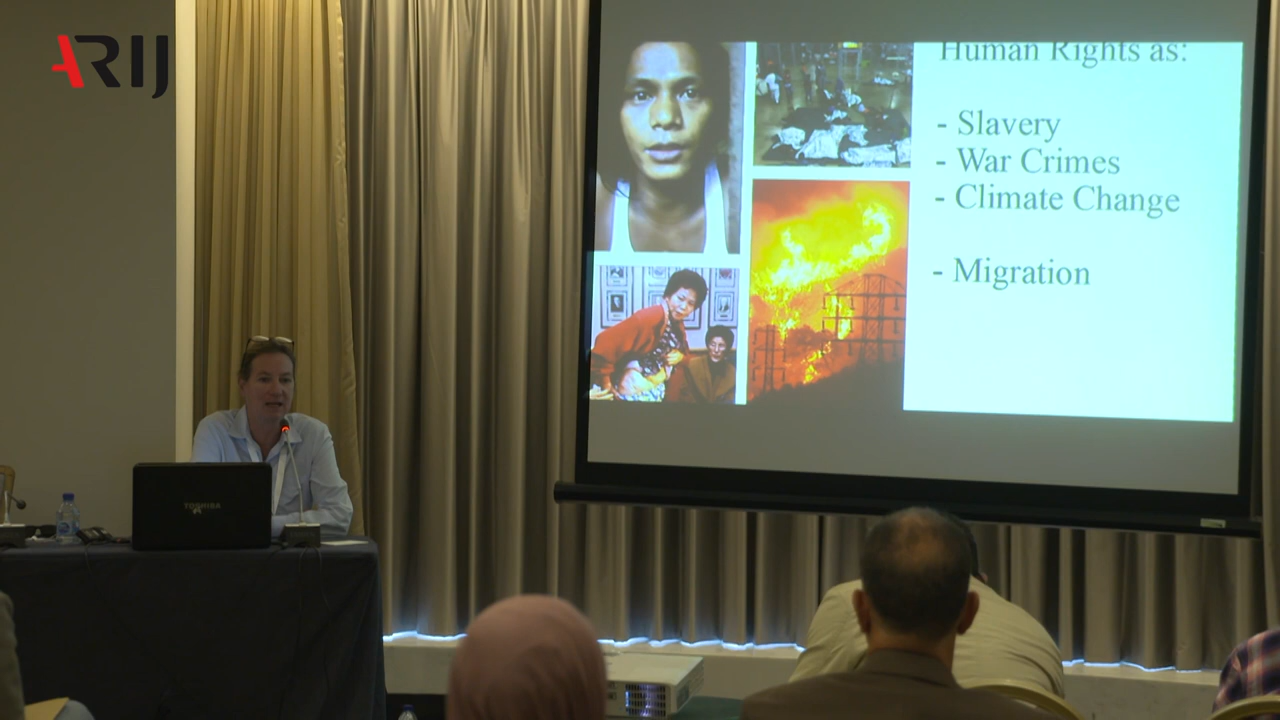 ARIJ
Human Rights as:
- Slavery
- War Crimes
- Climate Change
- Migration
TOSHIBA